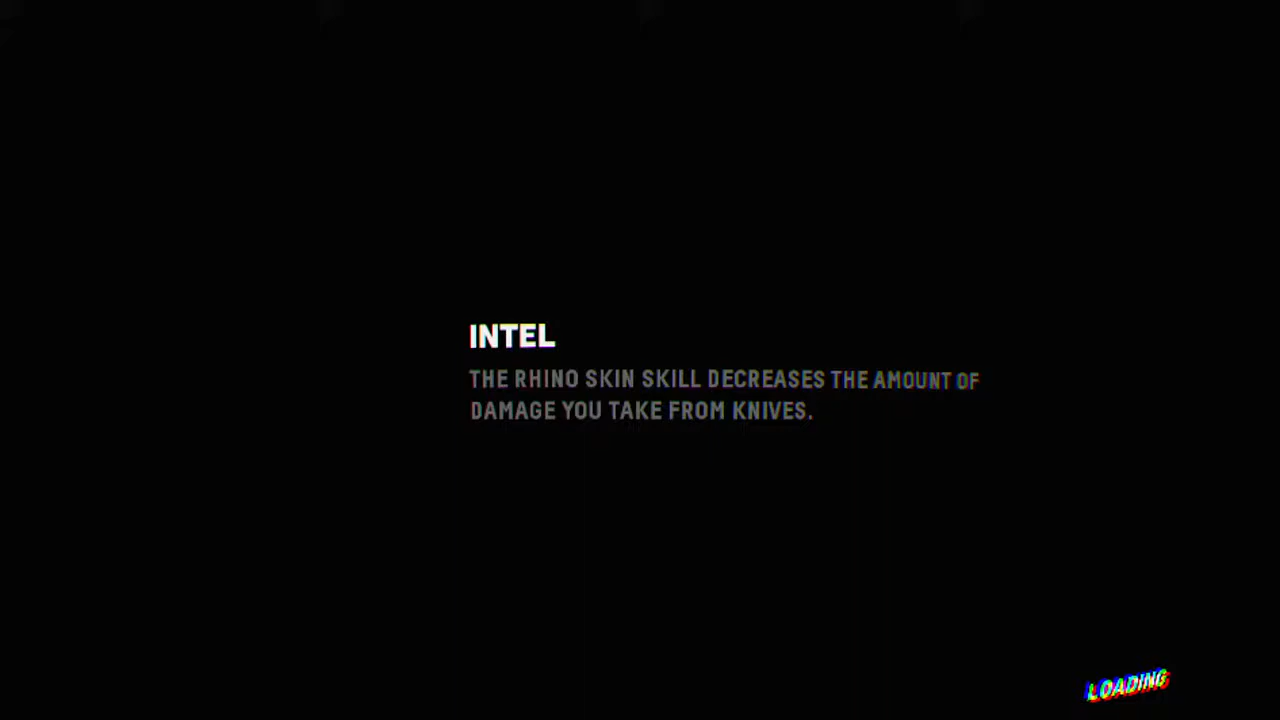 INTEL
THE RHINO SKIN SKILL DECREASES THE AMOUNT OF
DAMAGE YOU TAKE FROM KNIVES.
LOADING